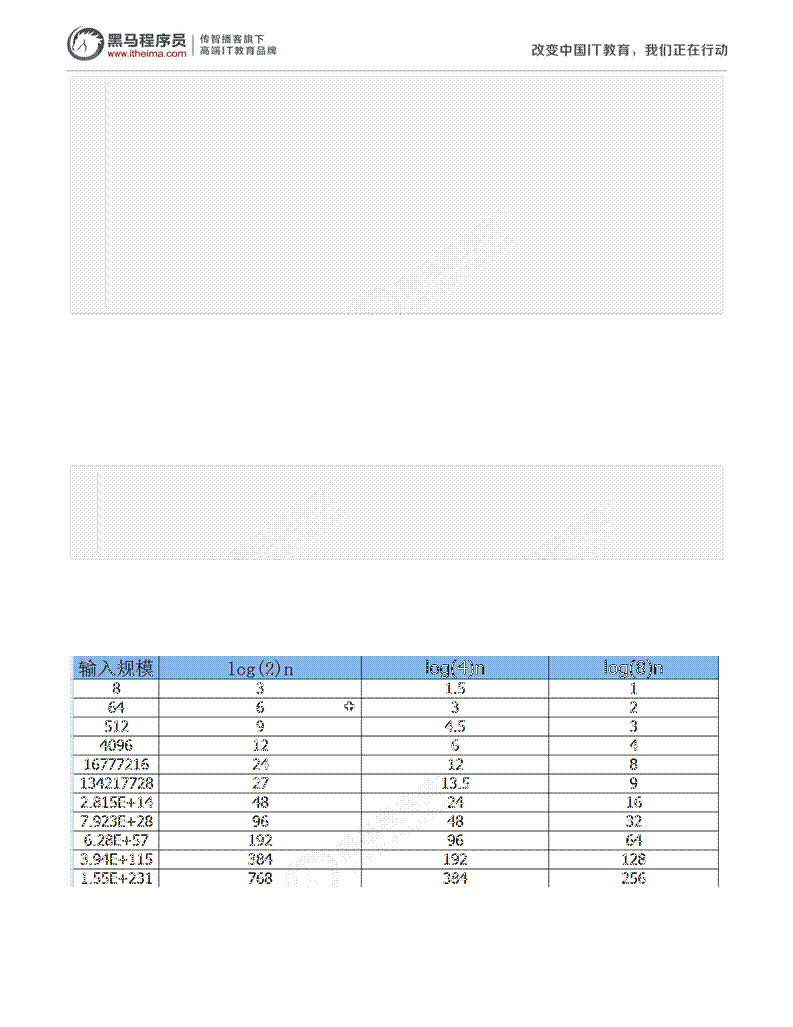 黑马程序员
www.itheima.com
传智播客旗下
高端IT教育品牌
改变中国IT教育，我们正在行动
输入规模 log(2)n log(4)n log(8)n
8 3 1.5 1
64 6 3 2
512 9 4.5 3
4096 12 6 4
16777216 24 12 8
134217728 27 13.5 9
2.815E+14 48 24 16
7.923E+28 96 48 32
6.28E+57 192 96 64
3.94E+115 384 192 128
1.55E+231 768 384 256